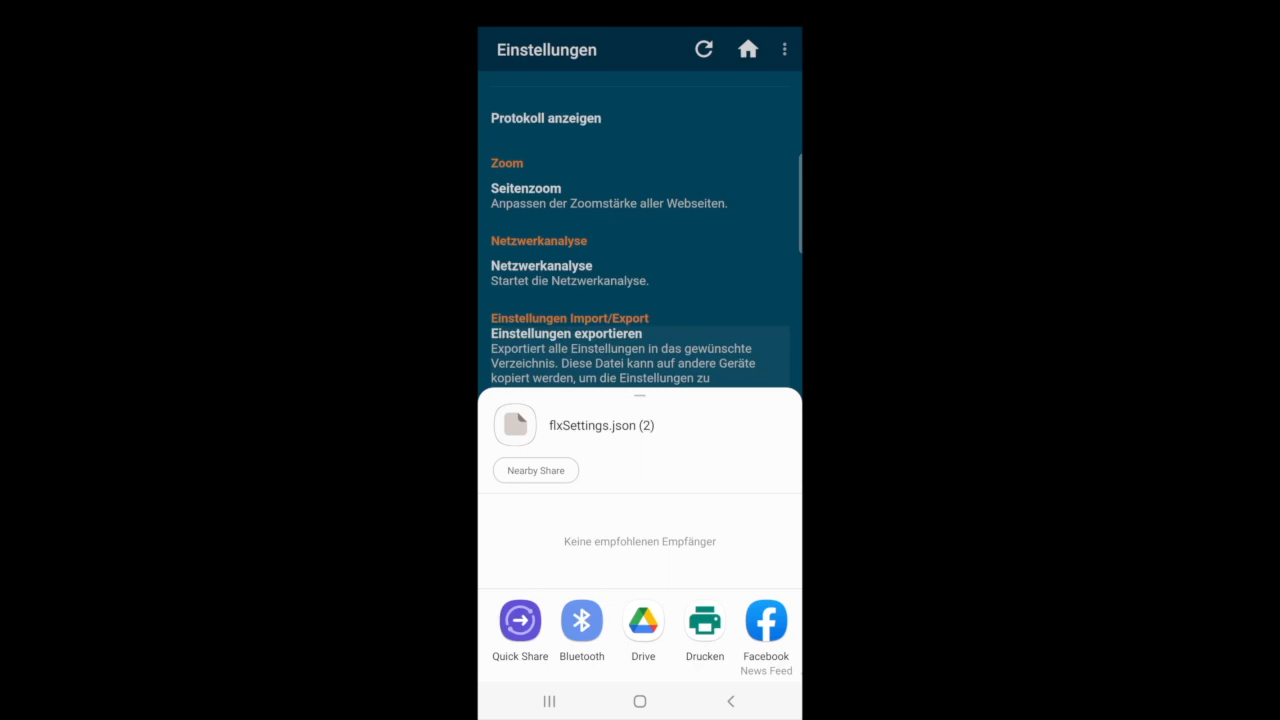 Einstellungen
Protokoll anzeigen
Zoom
Seitenzoom
Anpassen der Zoomstärke aller Webseiten.
Netzwerkanalyse
Netzwerkanalyse
Startet die Netzwerkanalyse.
Einstellungen Import/Export
Einstellungen exportieren
Exportiert alle Einstellungen in das gewünschte
Verzeichnis. Diese Datei kann auf andere Geräte
kopiert werden, um die Einstellungen zu
flxSettings.json (2)
Nearby Share
Keine empfohlenen Empfänger
Quick Share
Bluetooth
Drive
Drucken
Facebook
News Feed